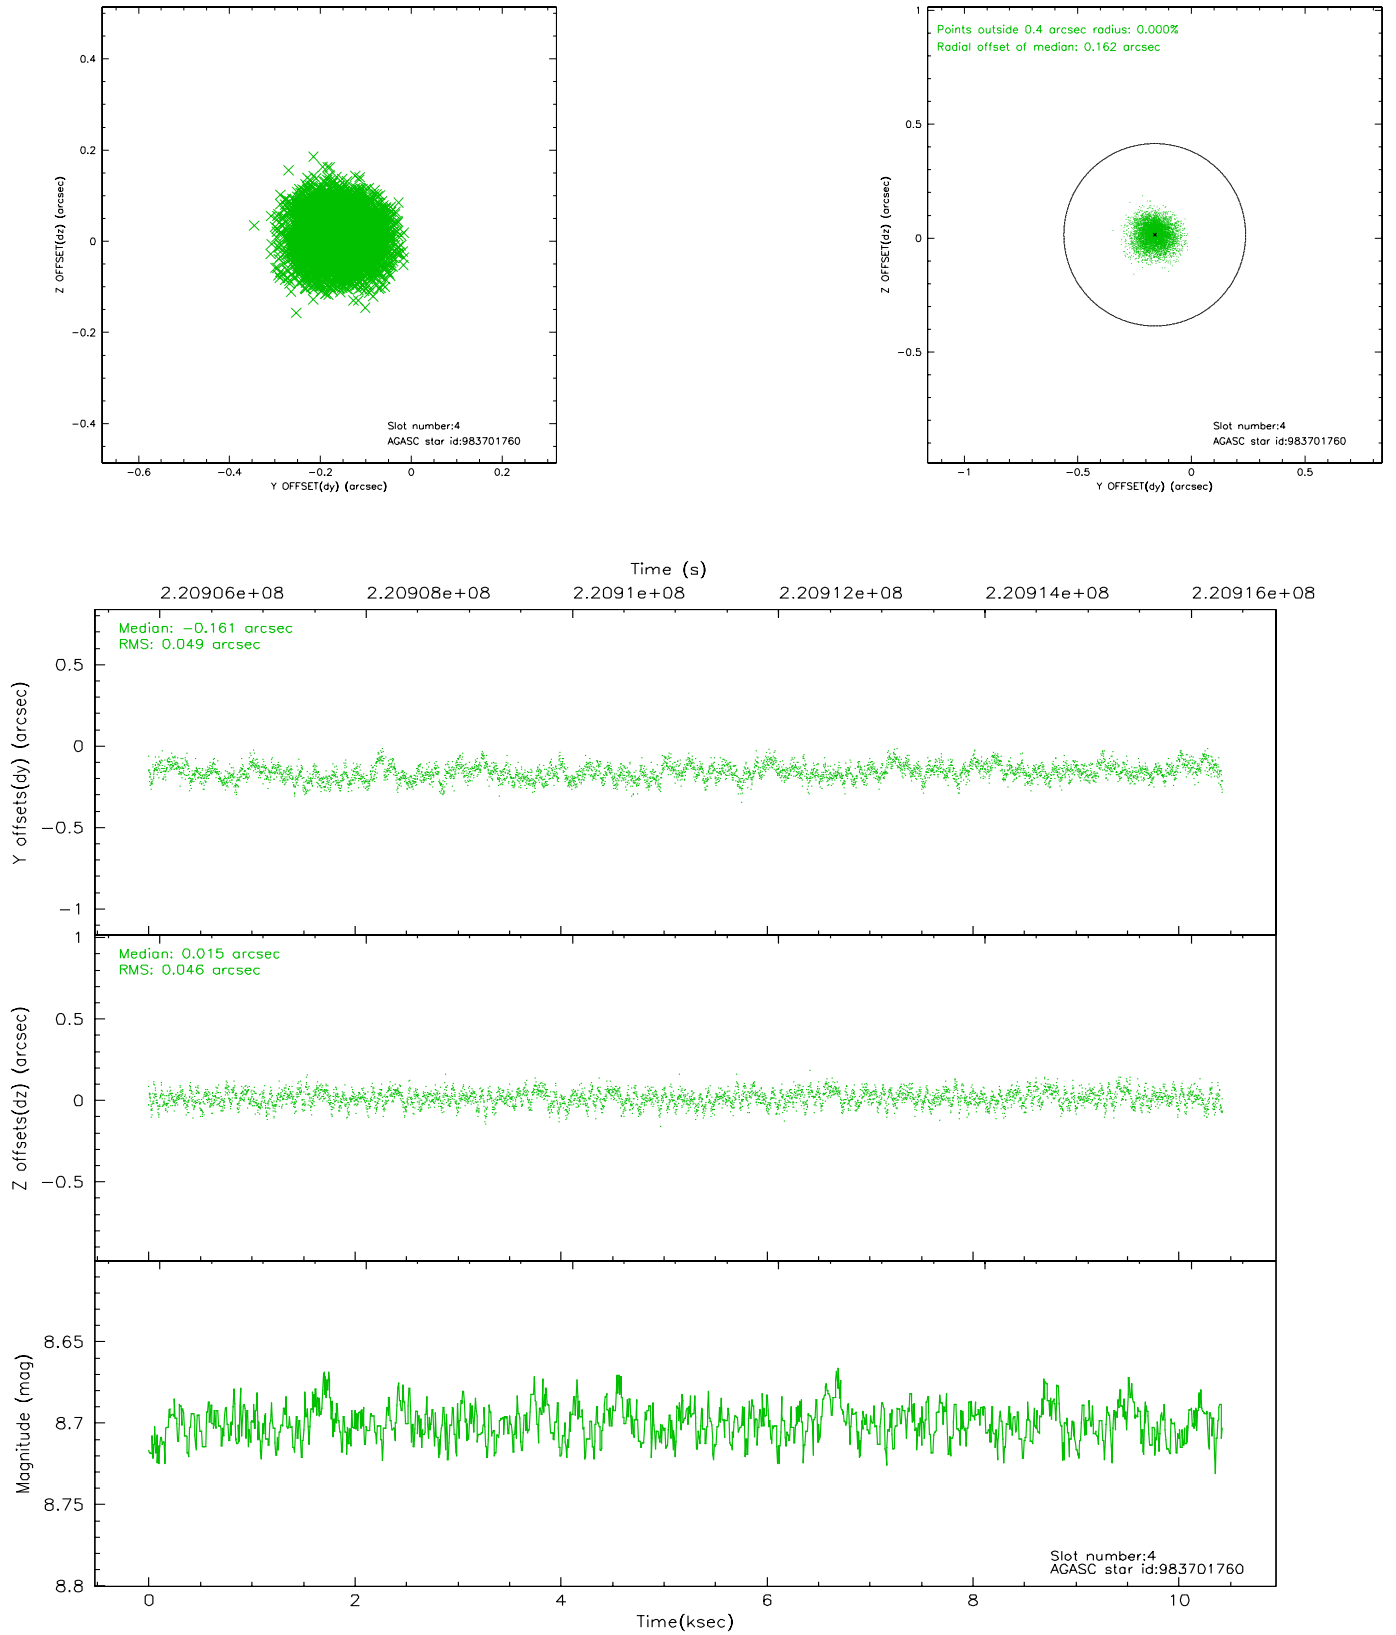 0.4
0.2
0
−0.2
−0.4
Z OFFSET(dz) (arcsec)
Slot number:4
AGASC star id:983701760
−0.6 −0.4 −0.2 0 0.2
Y OFFSET(dy) (arcsec)
Points outside 0.4 arcsec radius: 0.000%
Radial offset of median: 0.162 arcsec
1
0.5
0
−0.5
Z OFFSET(dz) (arcsec)
Slot number:4
AGASC star id:983701760
−1 −0.5 0 0.5
Y OFFSET(dy) (arcsec)
Time (s)
2.20906e+08 2.20908e+08 2.2091e+08 2.20912e+08 2.20914e+08 2.20916e+08
Median: −0.161 arcsec
RMS: 0.049 arcsec
0.5
0
−0.5
−1
Y offsets(dy) (arcsec)
Median: 0.015 arcsec
RMS: 0.046 arcsec
1
0.5
0
−0.5
Z offsets(dz) (arcsec)
8.65
8.7
8.75
8.8
Magnitude (mag)
Slot number:4
AGASC star id:983701760
0 2 4 6 8 10
Time(ksec)